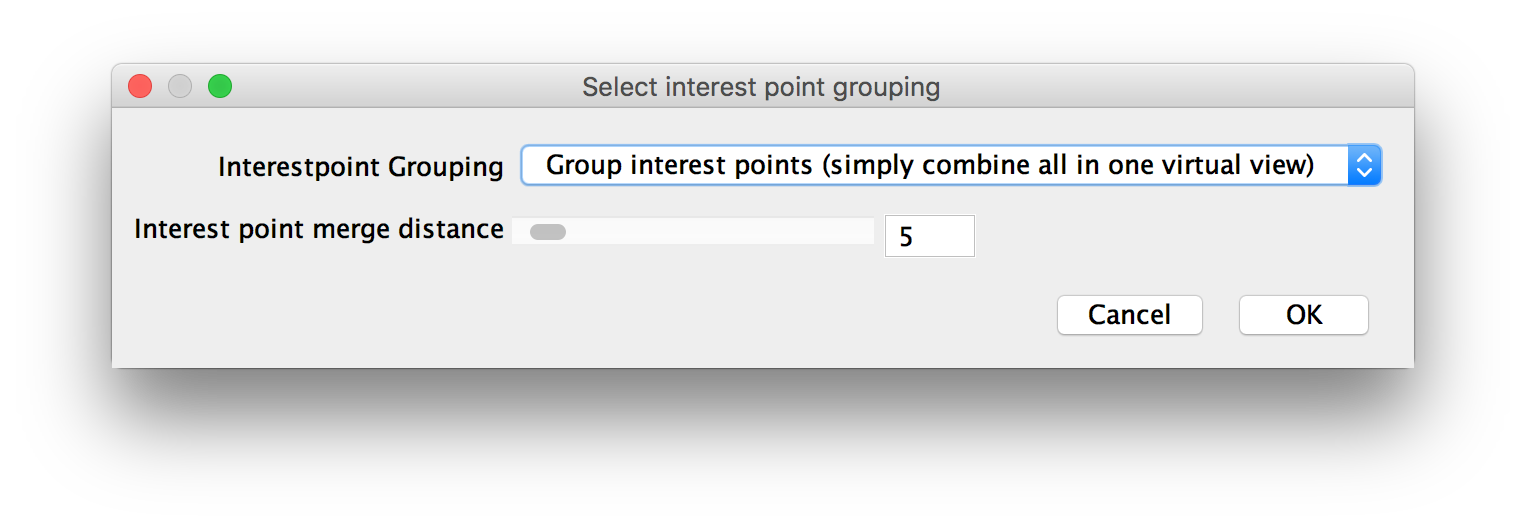 Select interest point grouping
Interestpoint Grouping Group interest points (simply combine all in one virtual view)
Interest point merge distance 5
Cancel OK